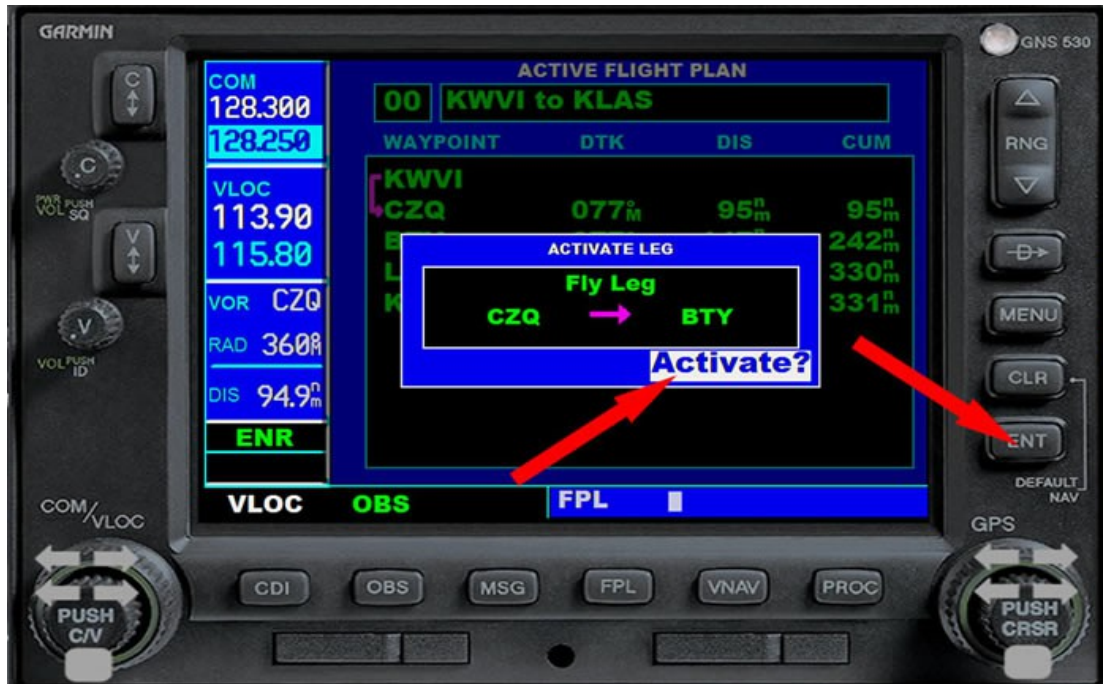 GARMIN
GNS 530
C
C
PWR PUSH
VOL SQ
V
V
VOL PUSH
ID
COM/VLOC
PUSH
C/V
COM
128.300
128.250
VLOC
113.90
115.80
VOR CZQ
RAD 360°M
DIS 94.9nm
ENR
VLOC OBS FPL
ACTIVE FLIGHT PLAN
00 KWVI to KLAS
WAYPOINT DTK DIS CUM
KWVI
CZQ 077°M 95nm 95nm
242nm
L 330nm
K 331nm
ACTIVATE LEG
Fly Leg
CZQ BTY
Activate?
RNG
D
MENU
CLR
ENT
DEFAULT
NAV
GPS
PUSH
CRSR
CDI OBS MSG FPL VNAV PROC